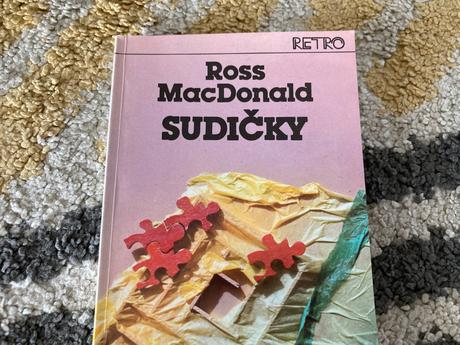 RETRO
Ross
MacDonald
SUDIČKY